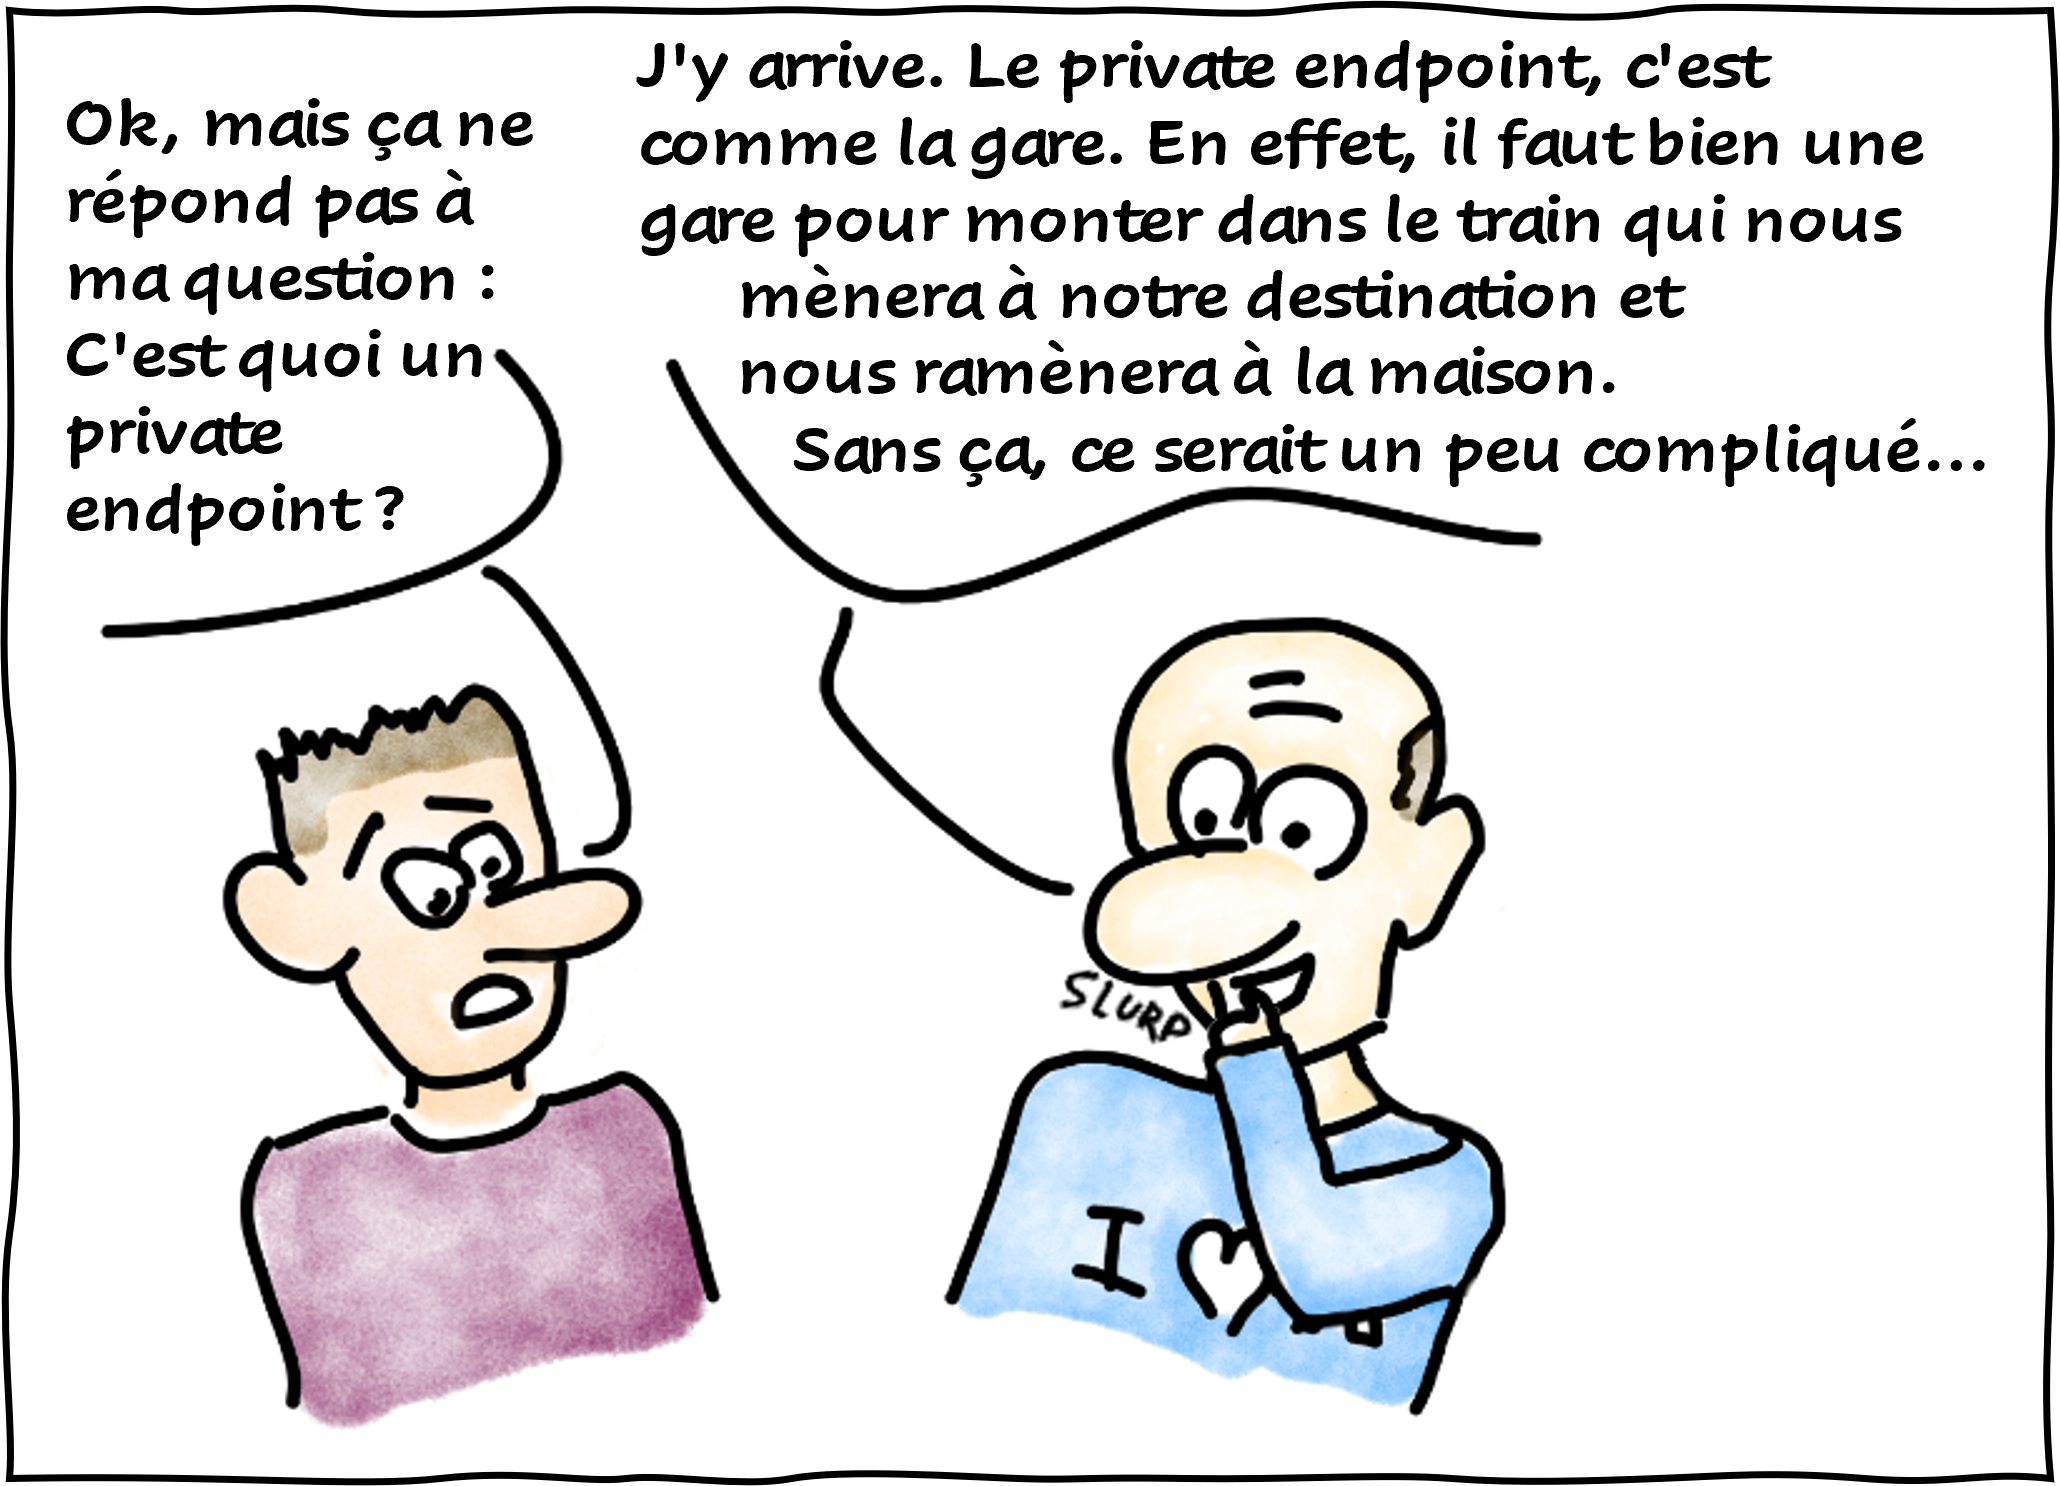 Ok, mais ça ne
répond pas à
ma question :
C'est quoi un
private
endpoint ?
J'y arrive. Le private endpoint, c'est
comme la gare. En effet, il faut bien une
gare pour monter dans le train qui nous
mènera à notre destination et
nous ramènera à la maison.
Sans ça, ce serait un peu compliqué...
SLURP
I